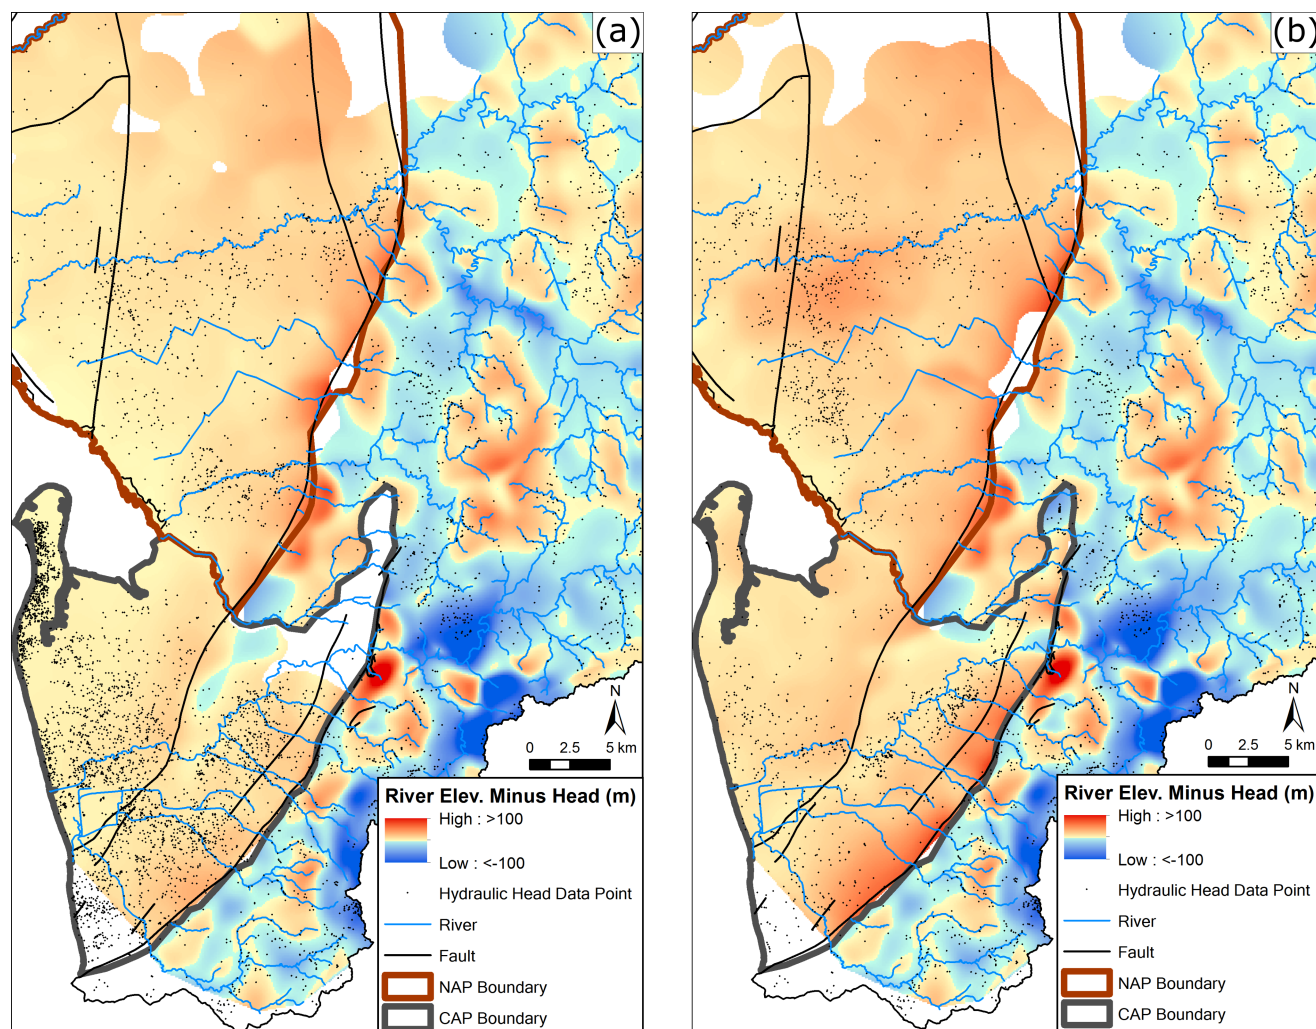 (a)
N
0 2.5 5 km
River Elev. Minus Head (m)
High : >100
Low : <-100
Hydraulic Head Data Point
River
Fault
NAP Boundary
CAP Boundary
(b)
N
0 2.5 5 km
River Elev. Minus Head (m)
High : >100
Low : <-100
Hydraulic Head Data Point
River
Fault
NAP Boundary
CAP Boundary